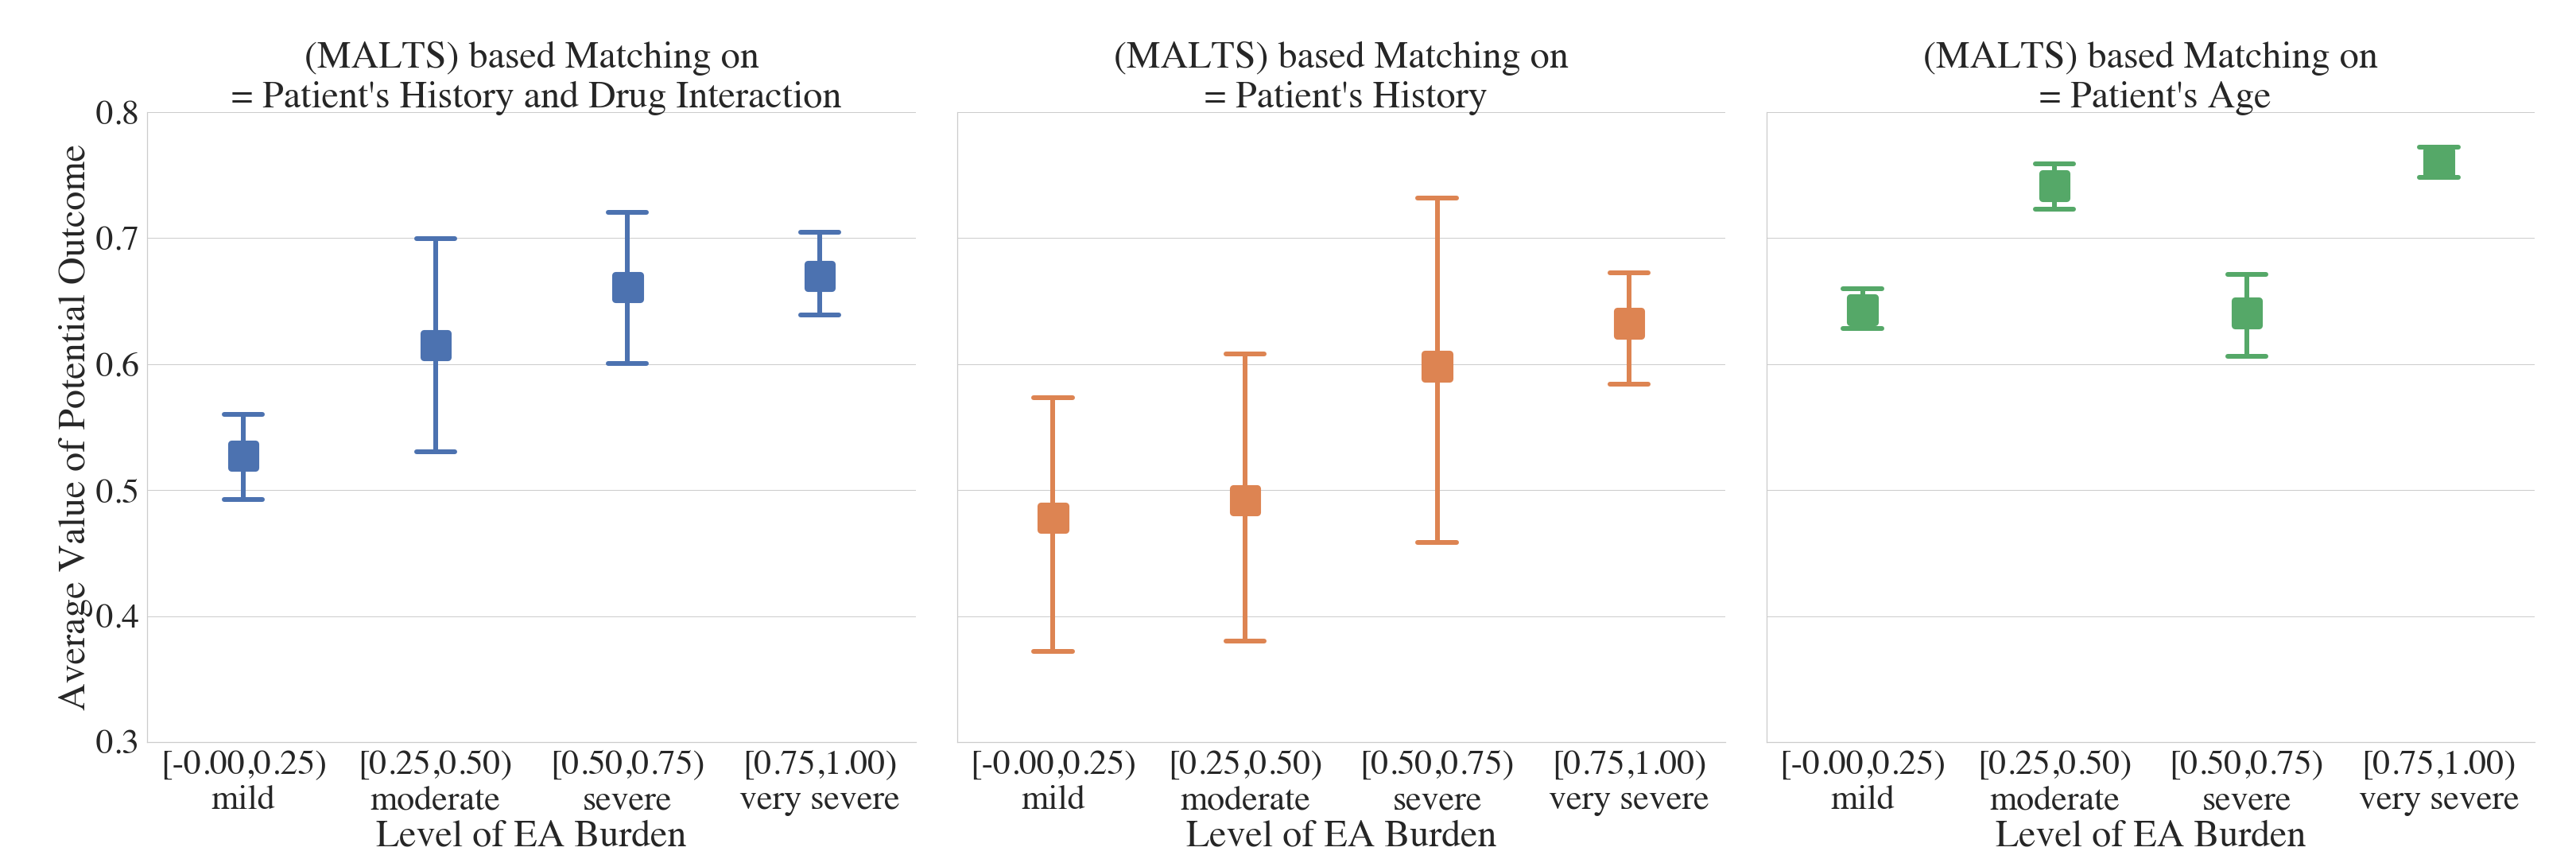 (MALTS) based Matching on
= Patient's History and Drug Interaction
(MALTS) based Matching on
= Patient's History
(MALTS) based Matching on
= Patient's Age
Average Value of Potential Outcome
0.8
0.7
0.6
0.5
0.4
0.3
[-0.00,0.25) [0.25,0.50) [0.50,0.75) [0.75,1.00)
mild moderate severe very severe
Level of EA Burden
[-0.00,0.25) [0.25,0.50) [0.50,0.75) [0.75,1.00)
mild moderate severe very severe
Level of EA Burden
[-0.00,0.25) [0.25,0.50) [0.50,0.75) [0.75,1.00)
mild moderate severe very severe
Level of EA Burden